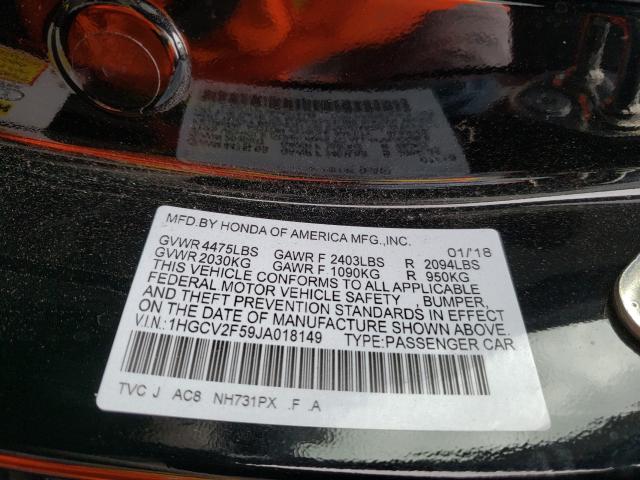 MFD.BY HONDA OF AMERICA MFG.,INC.
GVWR 4475LBS GAWR F 2403LBS R 2094LBS 01/'18
GVWR 2030KG GAWR F 1090KG R 950KG
THIS VEHICLE CONFORMS TO ALL APPLICABLE
FEDERAL MOTOR VEHICLE SAFETY , BUMPER,
AND THEFT PREVENTION STANDARDS IN EFFECT
ON THE DATE OF MANUFACTURE SHOWN ABOVE.
V.I.N.:1HGCV2F59JA018149 TYPE:PASSENGER CAR
TVC J AC8 NH731PX .F .A